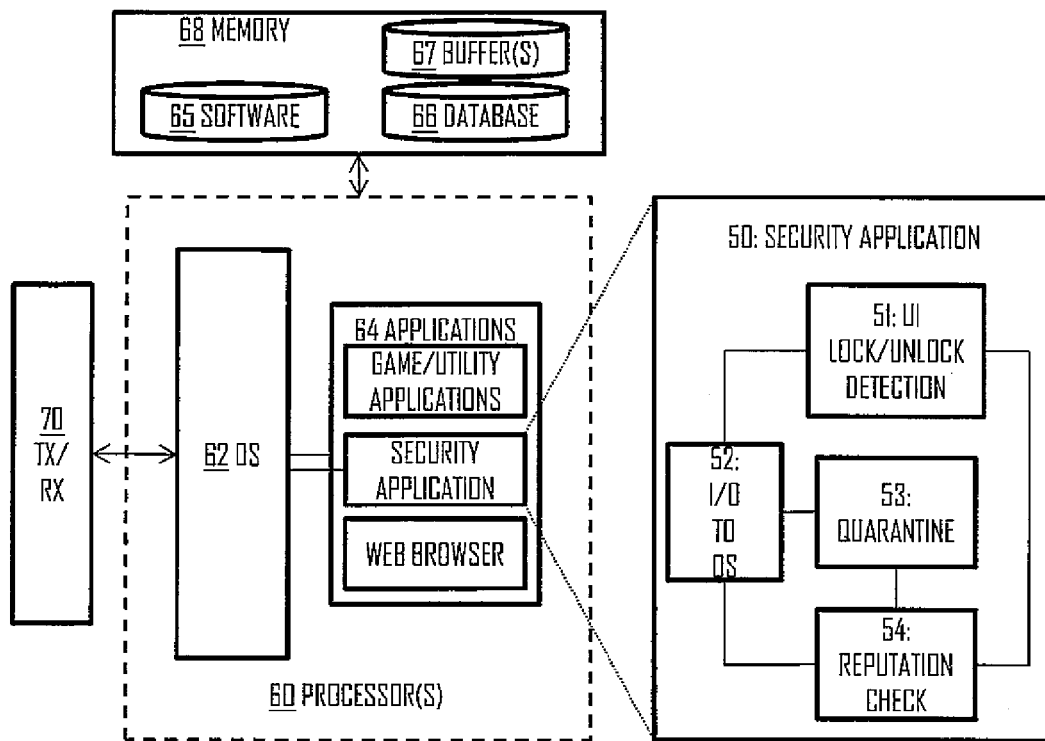 68 MEMORY
67 BUFFER(S)
65 SOFTWARE
66 DATABASE
50: SECURITY APPLICATION
51: UI
LOCK/UNLOCK
DETECTION
64 APPLICATIONS
GAME/UTILITY
APPLICATIONS
70
TX/
RX
62 OS
SECURITY
APPLICATION
52:
I/O
TO
OS
53:
QUARANTINE
WEB BROWSER
54:
REPUTATION
CHECK
60 PROCESSOR(S)